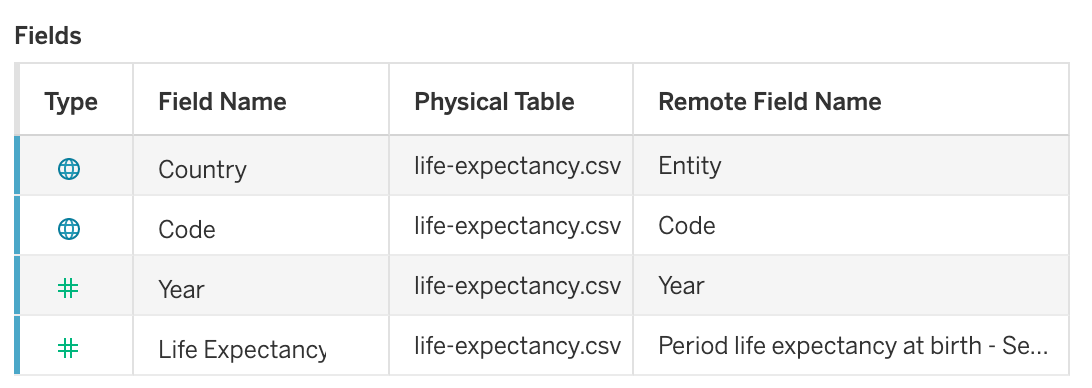 Fields
Type Field Name Physical Table Remote Field Name
Country life-expectancy.csv Entity
Code life-expectancy.csv Code
# Year life-expectancy.csv Year
# Life Expectancy life-expectancy.csv Period life expectancy at birth - Se...